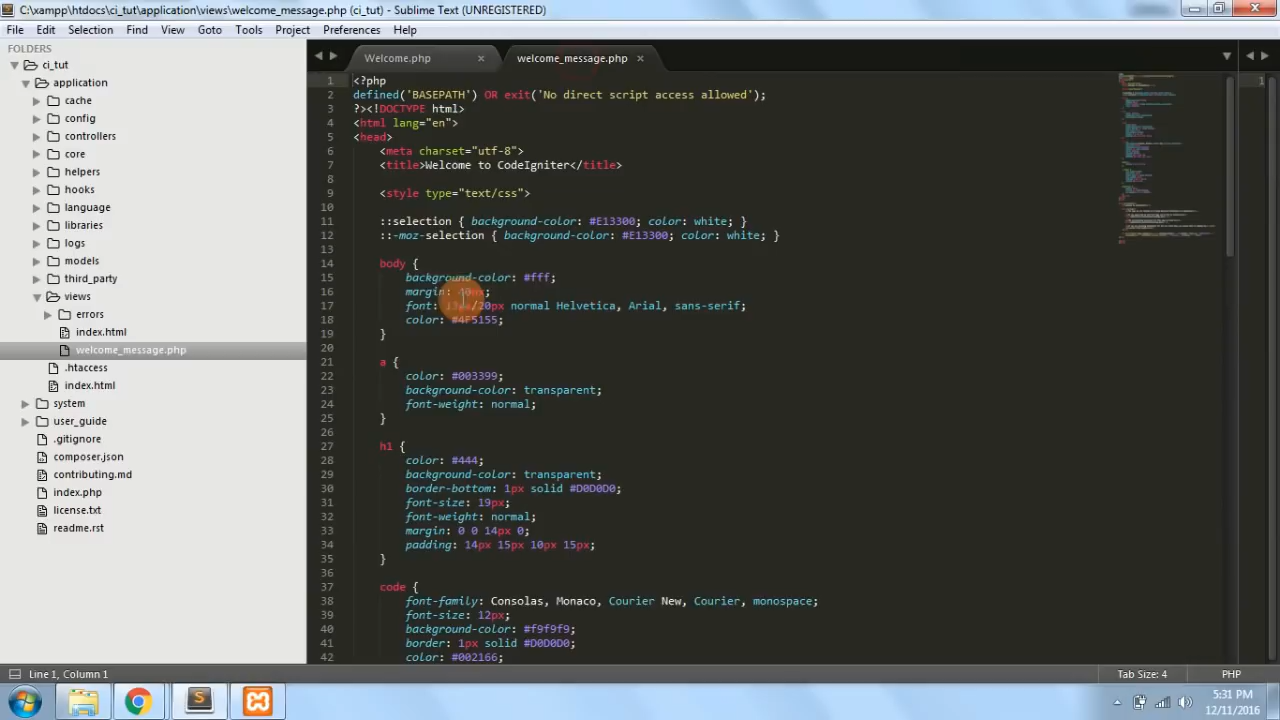 C:\xampp\htdocs\ci_tut\application\views\welcome_message.php (ci_tut) - Sublime Text (UNREGISTERED)
File Edit Selection Find View Goto Tools Project Preferences Help
FOLDERS
ci_tut
application
cache
config
controllers
core
helpers
hooks
language
libraries
logs
models
third_party
views
errors
index.html
welcome_message.php
.htaccess
index.html
system
user_guide
.gitignore
composer.json
contributing.md
index.php
license.txt
readme.rst
Welcome.php × welcome_message.php ×
1 <?php
2 defined('BASEPATH') OR exit('No direct script access allowed');
3 ?><!DOCTYPE html>
4 <html lang="en">
5 <head>
6 <meta charset="utf-8">
7 <title>Welcome to CodeIgniter</title>
8
9 <style type="text/css">
10
11 ::selection { background-color: #E13300; color: white; }
12 ::-moz-selection { background-color: #E13300; color: white; }
13
14 body {
15 background-color: #fff;
16 margin: 40px;
17 font: 13px/20px normal Helvetica, Arial, sans-serif;
18 color: #4F5155;
19 }
20
21 a {
22 color: #003399;
23 background-color: transparent;
24 font-weight: normal;
25 }
26
27 h1 {
28 color: #444;
29 background-color: transparent;
30 border-bottom: 1px solid #D0D0D0;
31 font-size: 19px;
32 font-weight: normal;
33 margin: 0 0 14px 0;
34 padding: 14px 15px 10px 15px;
35 }
36
37 code {
38 font-family: Consolas, Monaco, Courier New, Courier, monospace;
39 font-size: 12px;
40 background-color: #f9f9f9;
41 border: 1px solid #D0D0D0;
42 color: #002166;
1
Line 1, Column 1 Tab Size: 4 PHP
5:31 PM
12/11/2016